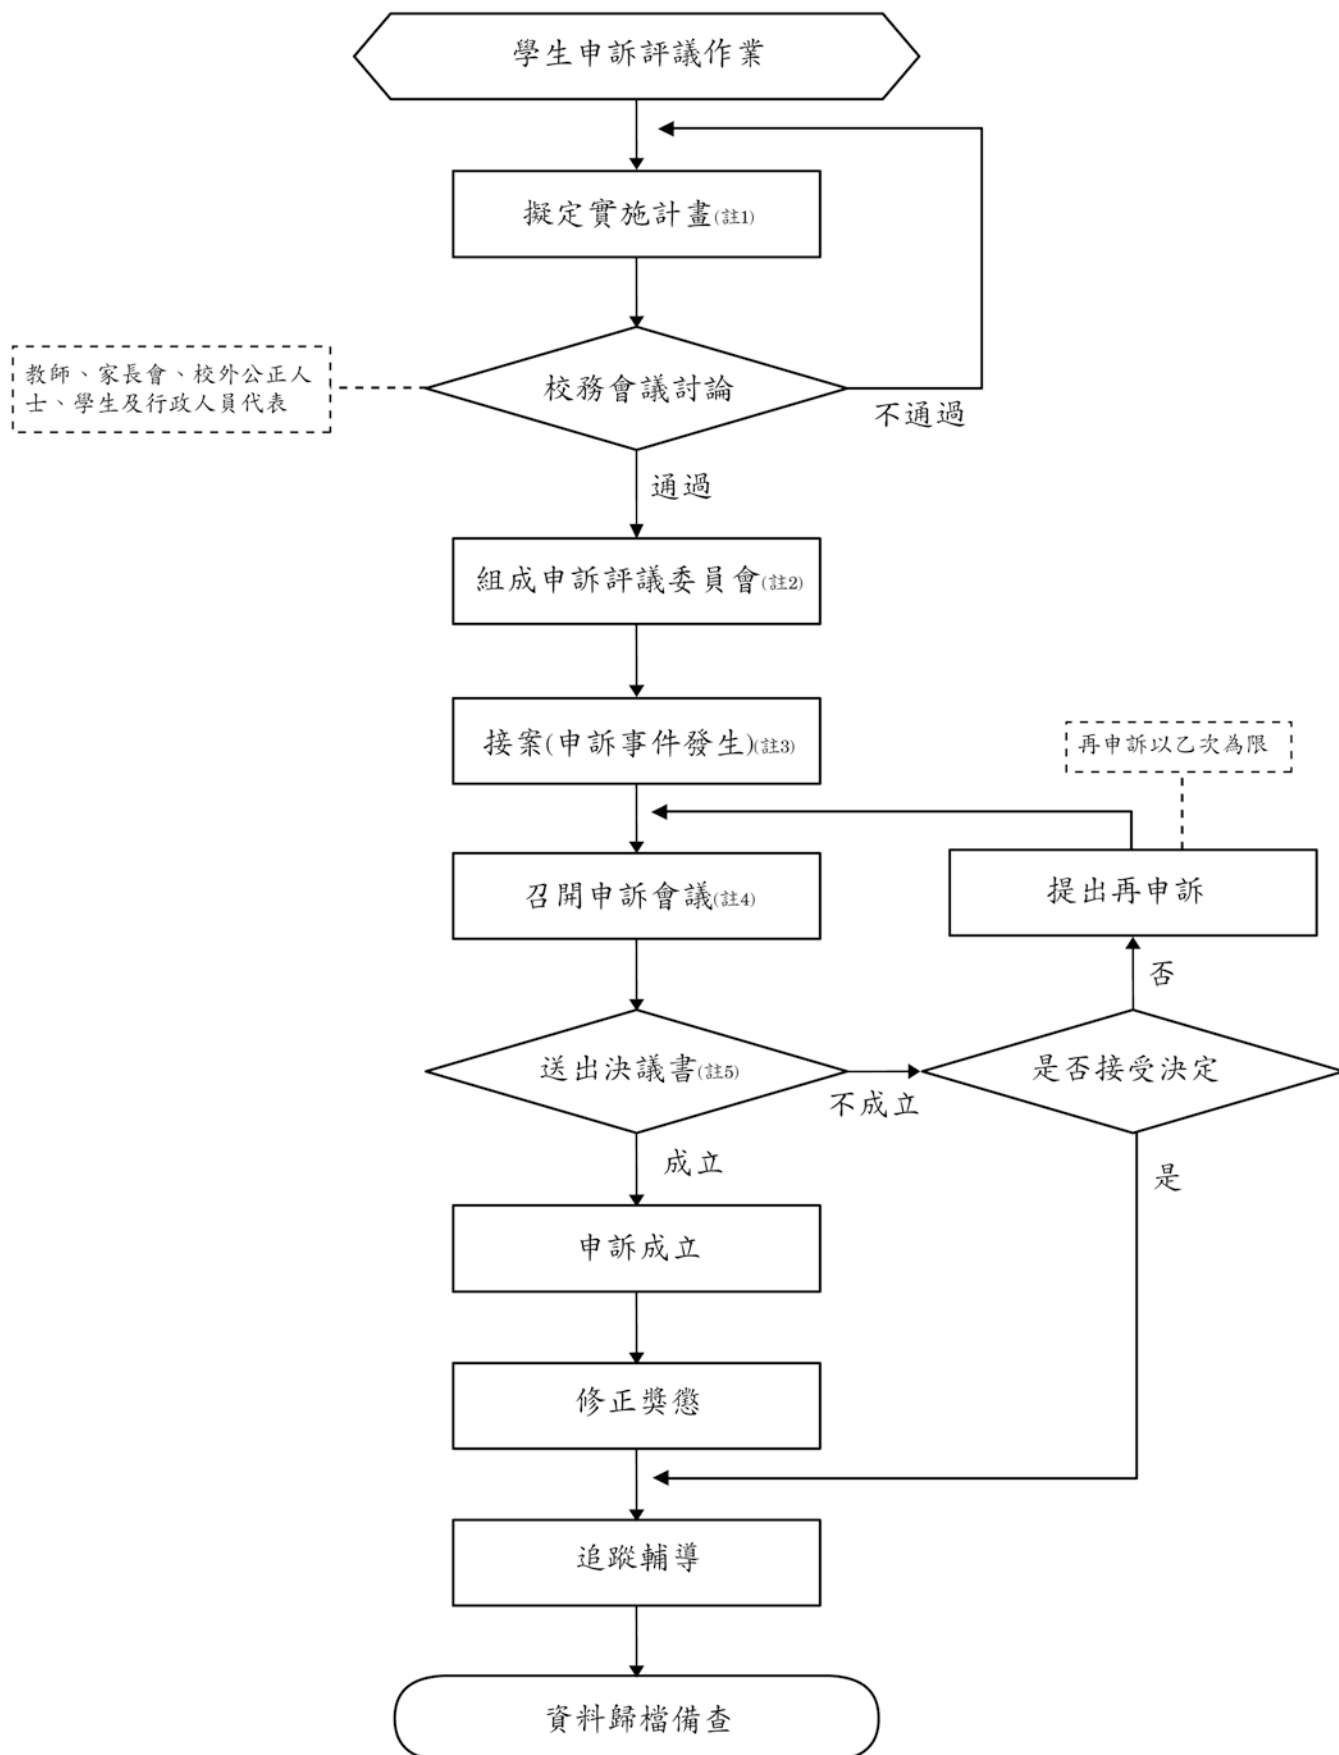 學生申訴評議作業
擬定實施計畫(註1)
教師、家長會、校外公正人
士、學生及行政人員代表
校務會議討論
不通過
通過
組成申訴評議委員會(註2)
接案(申訴事件發生)(註3)
再申訴以乙次為限
召開申訴會議(註4)
提出再申訴
否
送出決議書(註5)
不成立
是否接受決定
成立
是
申訴成立
修正獎懲
追蹤輔導
資料歸檔備查